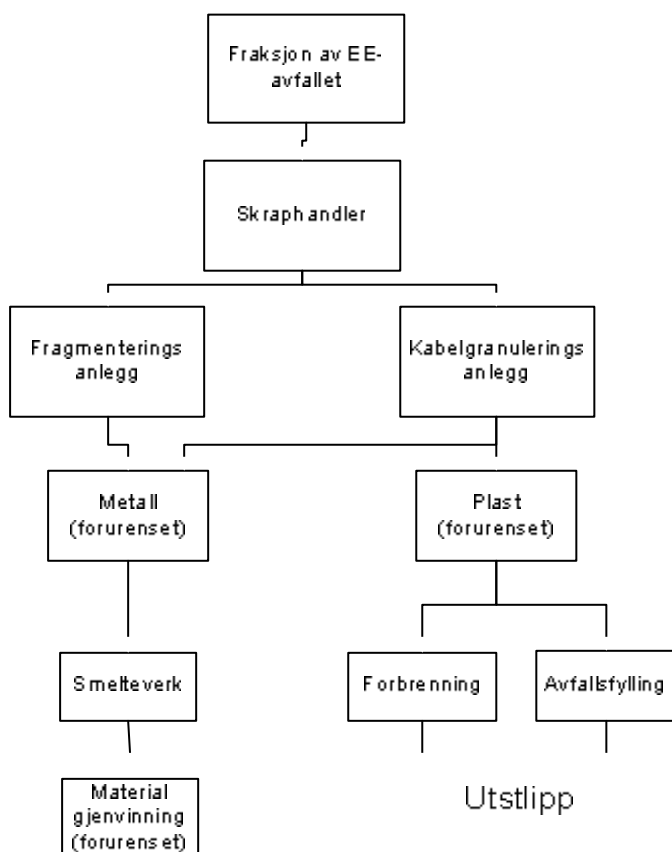 Fraksjon av EE-
avfallet
Skraphandler
Fragmenterings
anlegg
Kabelgranulerings
anlegg
Metall
(forurenset)
Plast
(forurenset)
Smelteverk
Forbrenning
Avfallsfylling
Material
gjenvinning
(forurenset)
Utstlipp